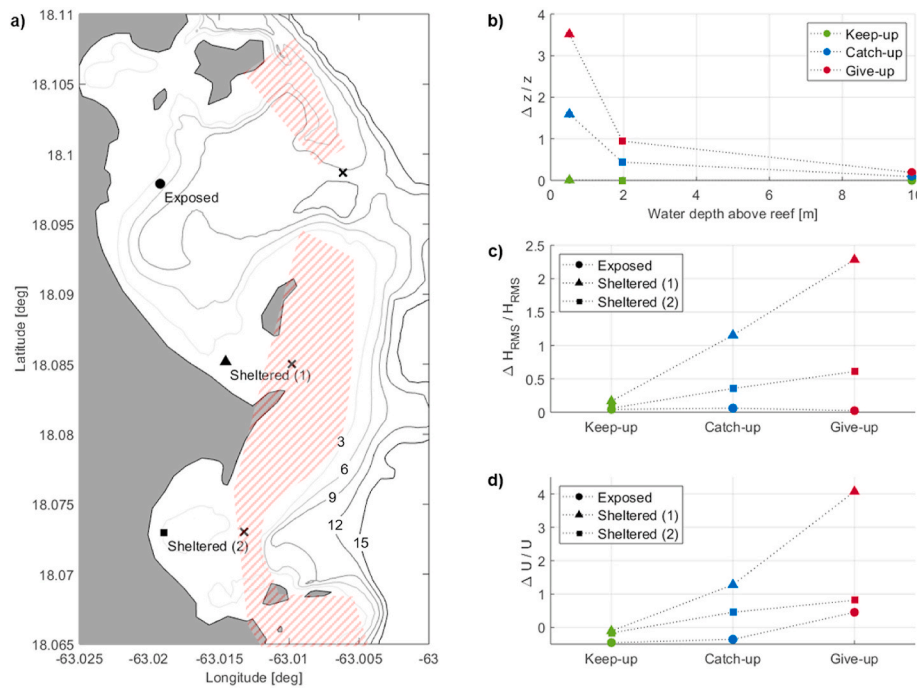 a)
18.11
18.105
18.1
18.095
18.09
18.085
18.08
18.075
18.07
18.065
Latitude [deg]
Exposed
Sheltered (1)
Sheltered (2)
3
6
9
12
15
-63.025
-63.02
-63.015
-63.01
-63.005
-63
Longitude [deg]
b)
4
3
2
1
0
Δ z / z
Keep-up
Catch-up
Give-up
0
2
4
6
8
10
Water depth above reef [m]
c)
2.5
2
1.5
1
0.5
0
Δ H_RMS / H_RMS
Exposed
Sheltered (1)
Sheltered (2)
Keep-up
Catch-up
Give-up
d)
4
3
2
1
0
Δ U / U
Exposed
Sheltered (1)
Sheltered (2)
Keep-up
Catch-up
Give-up